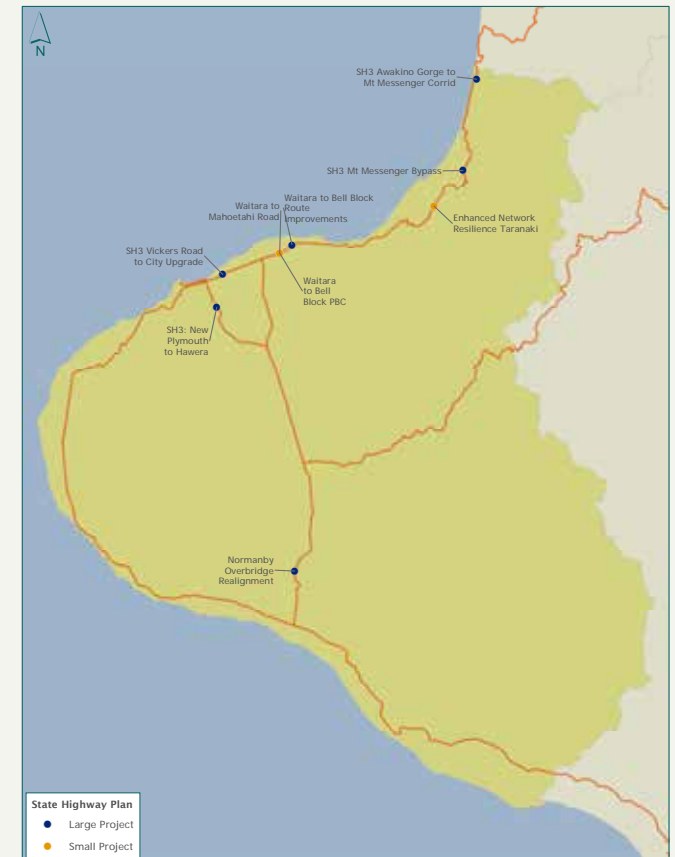 N
SH3 Awakino Gorge to
Mt Messenger Corrid
SH3 Mt Messenger Bypass
Waitara to Bell Block
Route
Improvements
Waitara to
Mahoetahi Road
Enhanced Network
Resilience Taranaki
SH3 Vickers Road
to City Upgrade
Waitara
to Bell
Block PBC
SH3: New
Plymouth
to Hawera
Normanby
Overbridge
Realignment
State Highway Plan
Large Project
Small Project